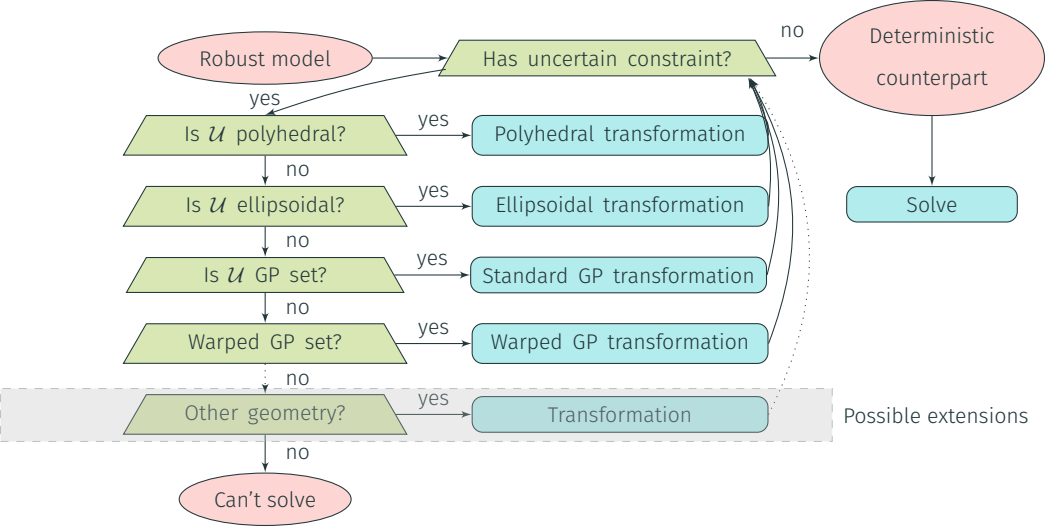 Robust model
Has uncertain constraint?
no
Deterministic
counterpart
yes
Is 𝒰 polyhedral?
yes
Polyhedral transformation
no
Is 𝒰 ellipsoidal?
yes
Ellipsoidal transformation
Solve
no
Is 𝒰 GP set?
yes
Standard GP transformation
no
Warped GP set?
yes
Warped GP transformation
no
Other geometry?
yes
Transformation
Possible extensions
no
Can't solve